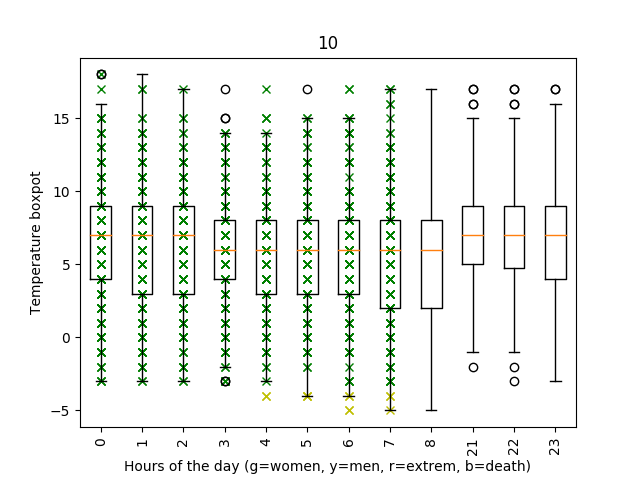 10
Temperature boxpot
15
10
5
0
−5
0 1 2 3 4 5 6 7 8 21 22 23
Hours of the day (g=women, y=men, r=extrem, b=death)